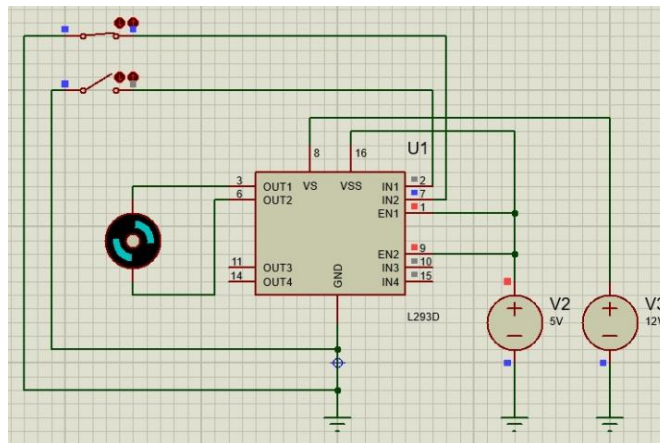 U1
8
16
VS
VSS
3
OUT1
6
OUT2
IN1
2
IN2
7
EN1
1
EN2
9
11
OUT3
IN3
10
14
OUT4
IN4
15
GND
L293D
V2
5V
V3
12V